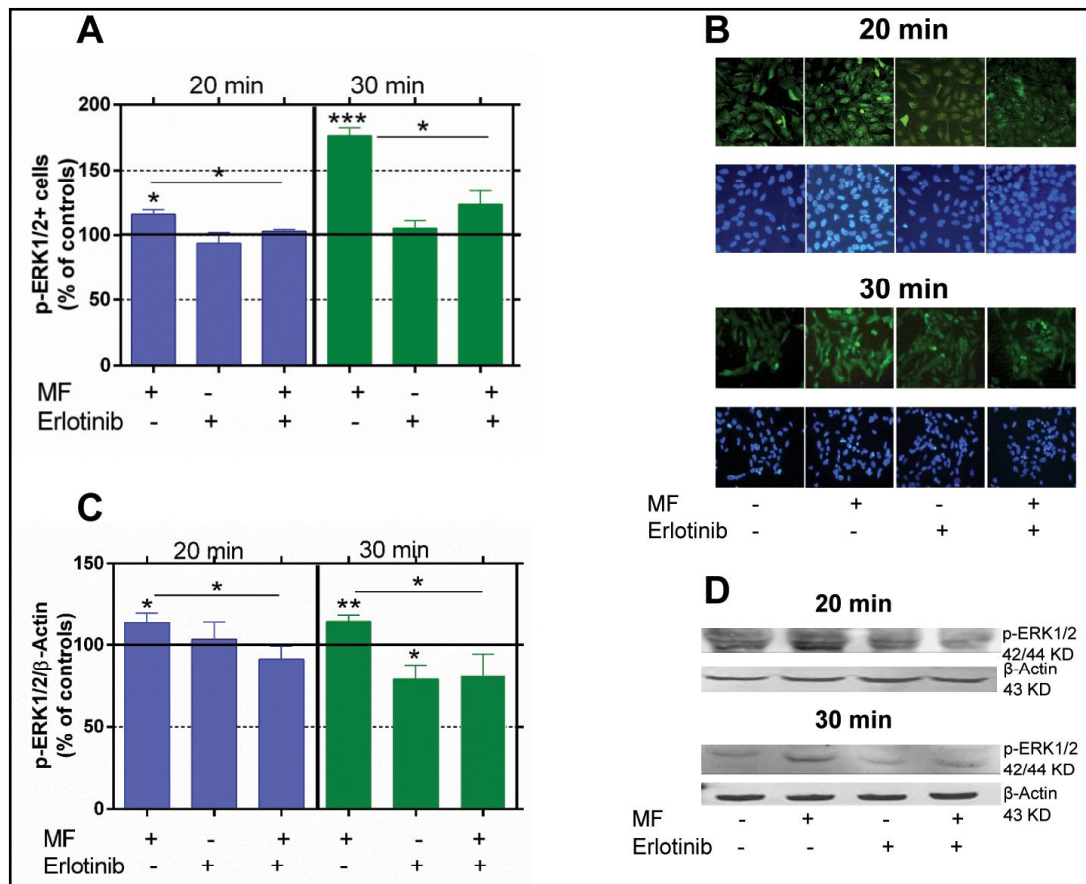 A
20 min 30 min
p-ERK1/2+ cells
(% of controls)
200
150
100
50
0
* * *** *
MF + - + + - +
Erlotinib - + + - + +
B
20 min
30 min
MF - + - +
Erlotinib - - + +
C
20 min 30 min
p-ERK1/2/β-Actin
(% of controls)
150
100
50
0
* * ** * *
MF + - + + - +
Erlotinib - + + - + +
D
20 min
p-ERK1/2
42/44 KD
β-Actin
43 KD
30 min
p-ERK1/2
42/44 KD
β-Actin
43 KD
MF - + - +
Erlotinib - - + +